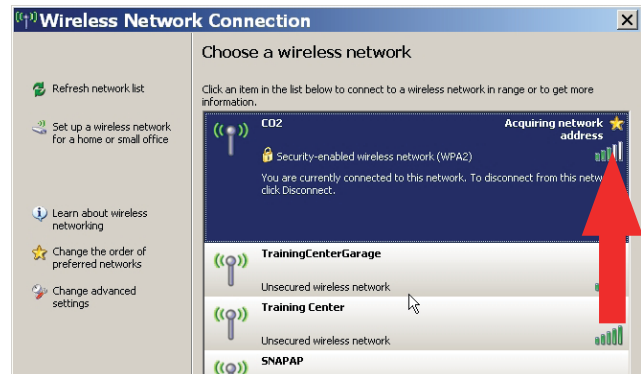 Wireless Network Connection
Choose a wireless network
Refresh network list
Set up a wireless network
for a home or small office
Learn about wireless
networking
Change the order of
preferred networks
Change advanced
settings
Click an item in the list below to connect to a wireless network in range or to get more
information.
CO2
Acquiring network
address
Security-enabled wireless network (WPA2)
You are currently connected to this network. To disconnect from this
click Disconnect.
TrainingCenterGarage
Unsecured wireless network
Training Center
Unsecured wireless network
SNAPAP